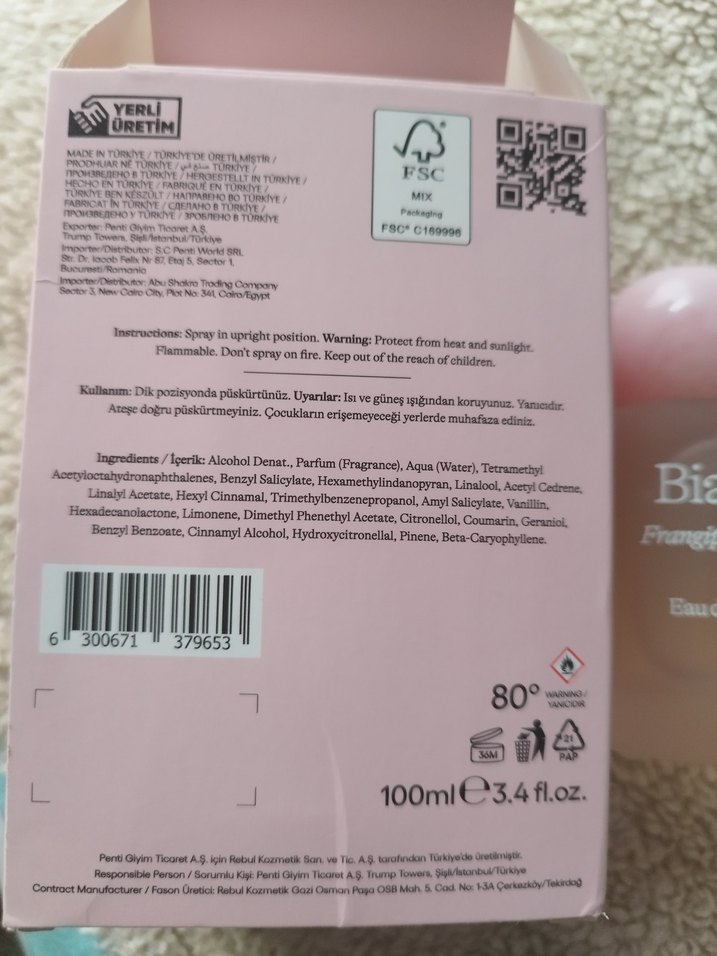 YERLİ
ÜRETİM
MADE IN TÜRKİYE / TÜRKİYE'DE ÜRETİLMİŞTİR /
PRODHUAR NË TÜRKİYE / صنع في TÜRKİYE /
ПРОИЗВЕДЕНО В TÜRKİYE / HERGESTELLT IN TÜRKİYE /
HECHO EN TÜRKİYE / FABRIQUÉ EN TÜRKİYE /
TÜRKİYE BEN KÉSZÜLT / НАПРАВЕНО ВО TÜRKİYE /
FABRICAT ÎN TÜRKİYE / СДЕЛАНО В TÜRKİYE /
ПРОИЗВЕДЕНО У TÜRKİYE / ЗРОБЛЕНО В TÜRKİYE
Exporter: Penti Giyim Ticaret A.Ş.
Trump Towers, Şişli/İstanbul/Türkiye
Importer/Distributor: S.C Penti World SRL
Str. Dr. Iacob Felix Nr 87, Etaj 5, Sector 1,
Bucuresti/Romania
Importer/Distributor: Abu Shakra Trading Company
Sector 3, New Cairo City, Plot No: 341, Cairo/Egypt
FSC
MIX
Packaging
FSC® C169996
Instructions: Spray in upright position. Warning: Protect from heat and sunlight.
Flammable. Don't spray on fire. Keep out of the reach of children.
Kullanım: Dik pozisyonda püskürtünüz. Uyarılar: Isı ve güneş ışığından koruyunuz. Yanıcıdır.
Ateşe doğru püskürtmeyiniz. Çocukların erişemeyeceği yerlerde muhafaza ediniz.
Ingredients / İçerik: Alcohol Denat., Parfum (Fragrance), Aqua (Water), Tetramethyl
Acetyloctahydronaphthalenes, Benzyl Salicylate, Hexamethylindanopyran, Linalool, Acetyl Cedrene,
Linalyl Acetate, Hexyl Cinnamal, Trimethylbenzenepropanol, Amyl Salicylate, Vanillin,
Hexadecanolactone, Limonene, Dimethyl Phenethyl Acetate, Citronellol, Coumarin, Geraniol,
Benzyl Benzoate, Cinnamyl Alcohol, Hydroxycitronellal, Pinene, Beta-Caryophyllene.
6 300671 379653
80°
WARNING /
YANICIDIR
36M
21
PAP
100ml ℮ 3.4 fl.oz.
Penti Giyim Ticaret A.Ş. için Rebul Kozmetik San. ve Tic. A.Ş. tarafından Türkiye'de üretilmiştir.
Responsible Person / Sorumlu Kişi: Penti Giyim Ticaret A.Ş. Trump Towers, Şişli/İstanbul/Türkiye
Contract Manufacturer / Fason Üretici: Rebul Kozmetik Gazi Osman Paşa OSB Mah. 5. Cad. No: 1-3A Çerkezköy/Tekirdağ
Bia
Frangip
Eau